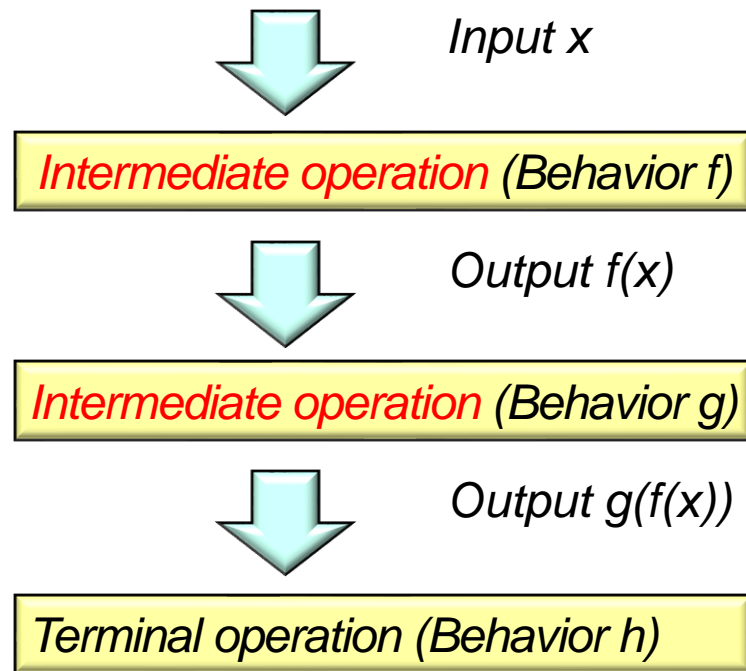 Input x
Intermediate operation (Behavior f)
Output f(x)
Intermediate operation (Behavior g)
Output g(f(x))
Terminal operation (Behavior h)